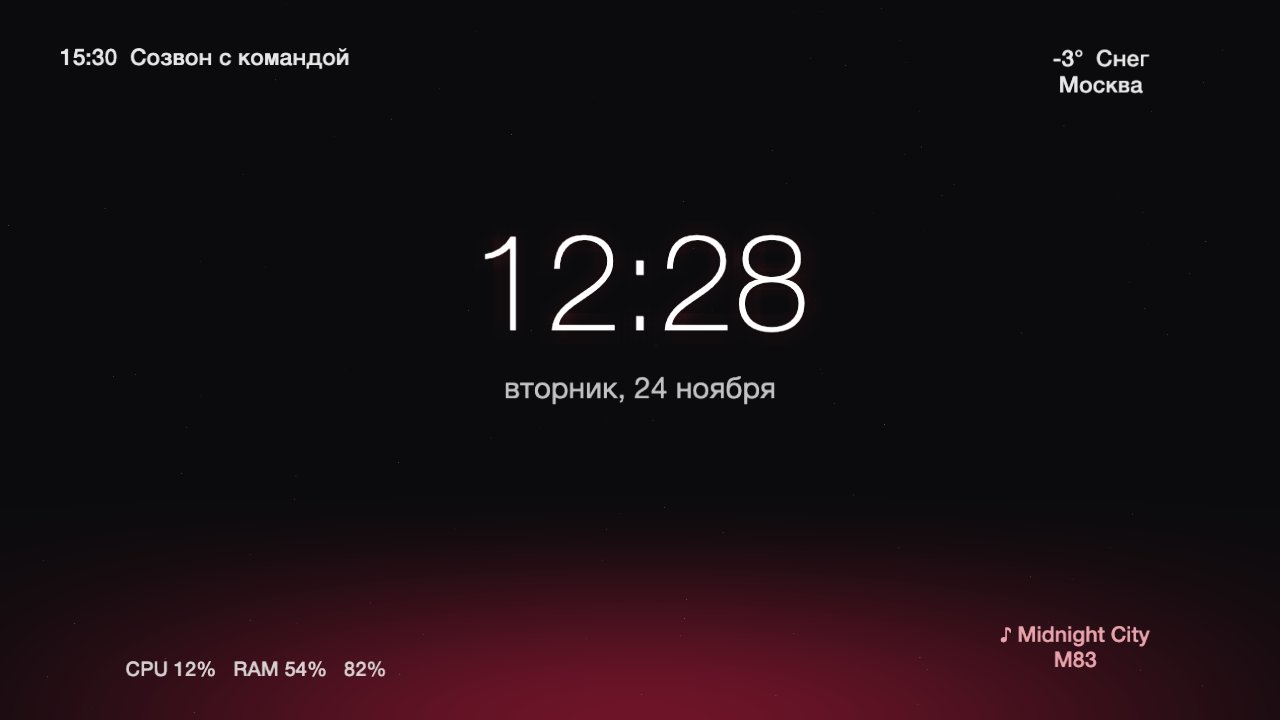 15:30 Созвон с командой
-3° Снег
Москва
12:28
вторник, 24 ноября
♪ Midnight City
M83
CPU 12% RAM 54% 82%